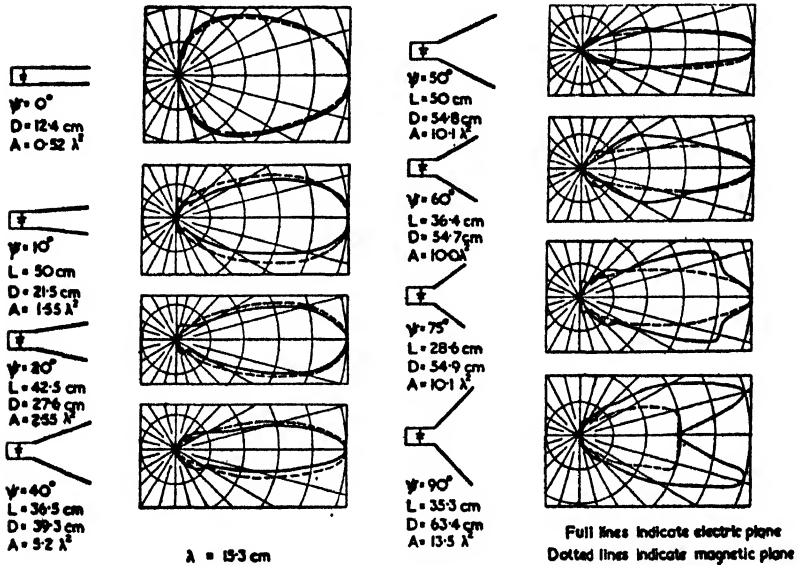 ψ = 0°
D = 12·4 cm
A = 0·52 λ²
ψ = 10°
L = 50 cm
D = 21·5 cm
A = 1·55 λ²
ψ = 20°
L = 42·5 cm
D = 27·6 cm
A = 2·55 λ²
ψ = 40°
L = 36·5 cm
D = 39·3 cm
A = 5·2 λ²
λ = 15·3 cm
ψ = 50°
L = 50 cm
D = 54·8 cm
A = 10·1 λ²
ψ = 60°
L = 36·4 cm
D = 54·7 cm
A = 10·0 λ²
ψ = 75°
L = 28·6 cm
D = 54·9 cm
A = 10·1 λ²
ψ = 90°
L = 35·3 cm
D = 63·4 cm
A = 13·5 λ²
Full lines indicate electric plane
Dotted lines indicate magnetic plane